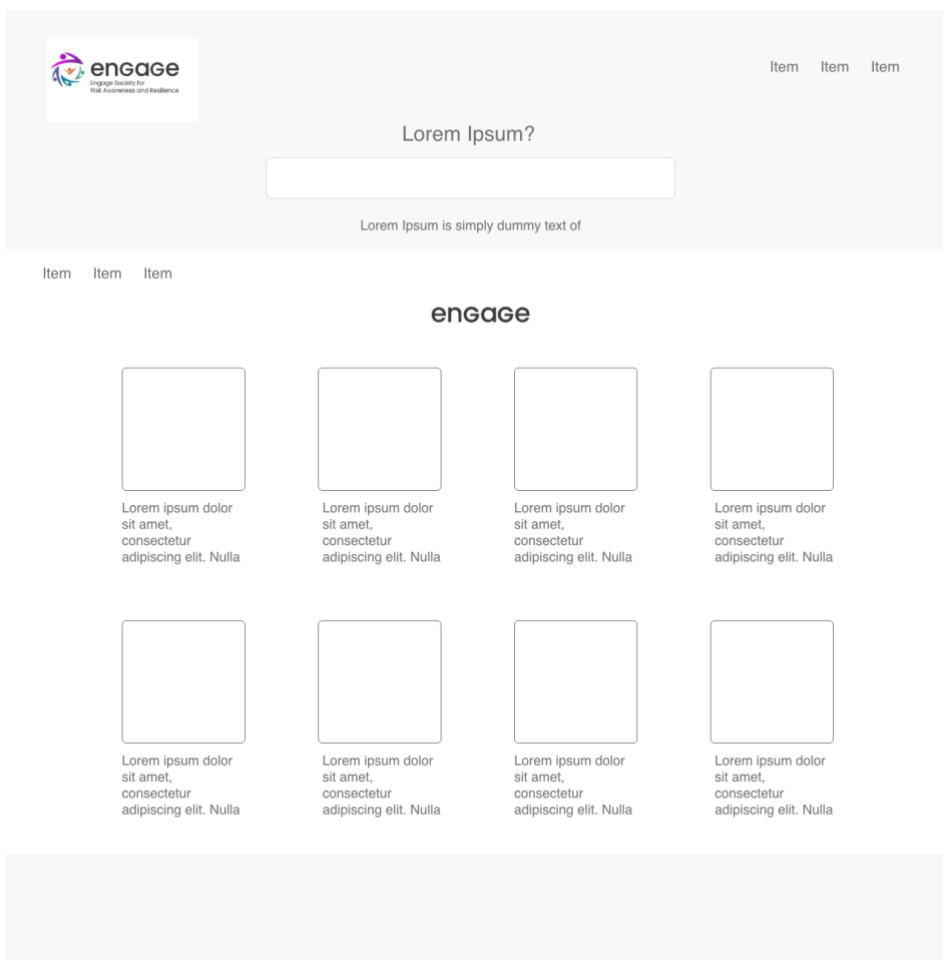 enGaGe
Engage Society for
Risk Awareness and Resilience
Item Item Item
Lorem Ipsum?
Lorem Ipsum is simply dummy text of
Item Item Item
enGaGe
Lorem ipsum dolor
sit amet,
consectetur
adipiscing elit. Nulla
Lorem ipsum dolor
sit amet,
consectetur
adipiscing elit. Nulla
Lorem ipsum dolor
sit amet,
consectetur
adipiscing elit. Nulla
Lorem ipsum dolor
sit amet,
consectetur
adipiscing elit. Nulla
Lorem ipsum dolor
sit amet,
consectetur
adipiscing elit. Nulla
Lorem ipsum dolor
sit amet,
consectetur
adipiscing elit. Nulla
Lorem ipsum dolor
sit amet,
consectetur
adipiscing elit. Nulla
Lorem ipsum dolor
sit amet,
consectetur
adipiscing elit. Nulla